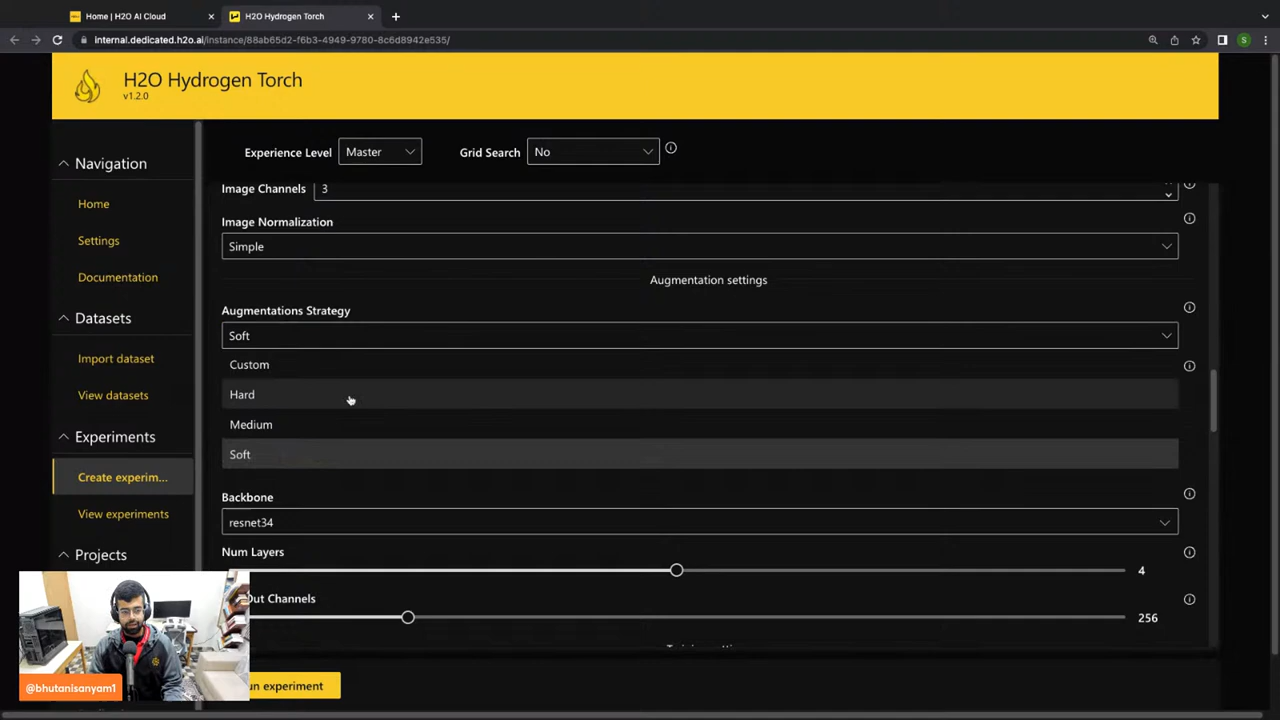 Home | H2O AI Cloud
H2O Hydrogen Torch
internal.dedicated.h2o.ai/instance/88ab65d2-f6b3-4949-9780-8c6d8942e535/
S
H2O Hydrogen Torch
v1.2.0
Navigation
Home
Settings
Documentation
Datasets
Import dataset
View datasets
Experiments
Create experim...
View experiments
Projects
Experience Level
Master
Grid Search
No
Image Channels
3
Image Normalization
Simple
Augmentation settings
Augmentations Strategy
Soft
Custom
Hard
Medium
Soft
Backbone
resnet34
Num Layers
4
Out Channels
256
experiment
@bhutanisanyam1